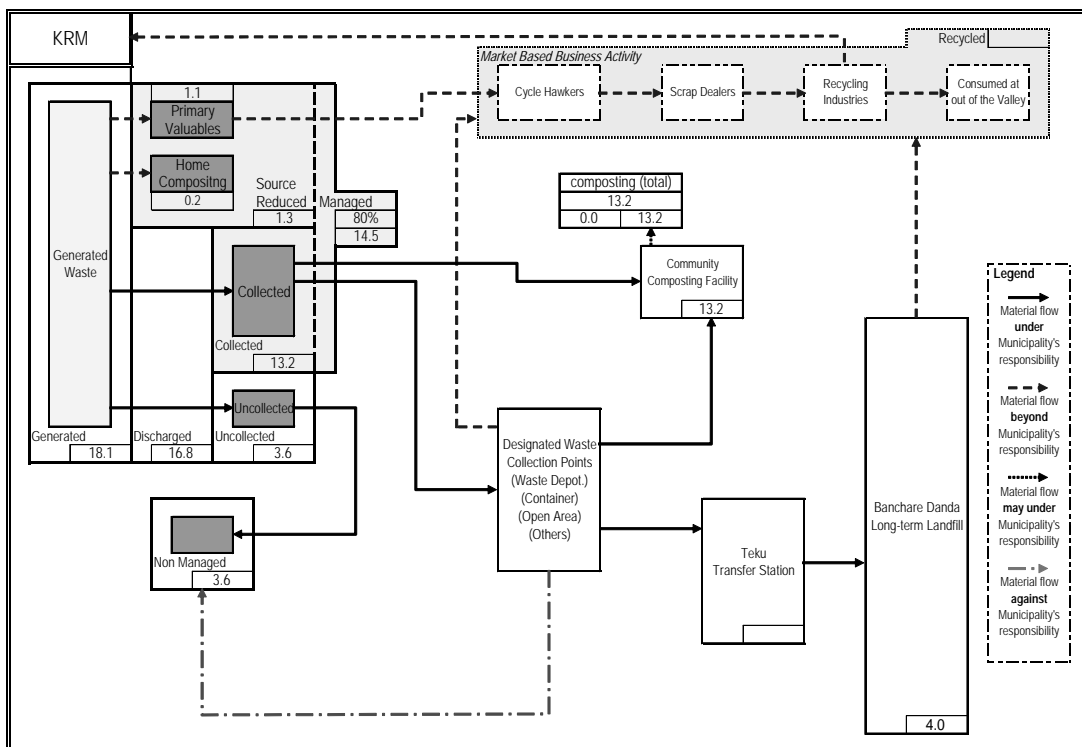 KRM
Recycled
Market Based Business Activity
Cycle Hawkers
Scrap Dealers
Recycling
Industries
Consumed at
out of the Valley
1.1
Primary
Valuables
Home
Compositng
0.2
Source
Reduced
1.3
Managed
80%
14.5
composting (total)
13.2
0.0
13.2
Generated
Waste
Collected
Collected
13.2
Community
Composting Facility
13.2
Uncollected
Generated
18.1
Discharged
16.8
Uncollected
3.6
Designated Waste
Collection Points
(Waste Depot.)
(Container)
(Open Area)
(Others)
Non Managed
3.6
Teku
Transfer Station
Banchare Danda
Long-term Landfill
4.0
Legend
Material flow
under
Municipality's
responsibility
Material flow
beyond
Municipality's
responsibility
Material flow
may under
Municipality's
responsibility
Material flow
against
Municipality's
responsibility